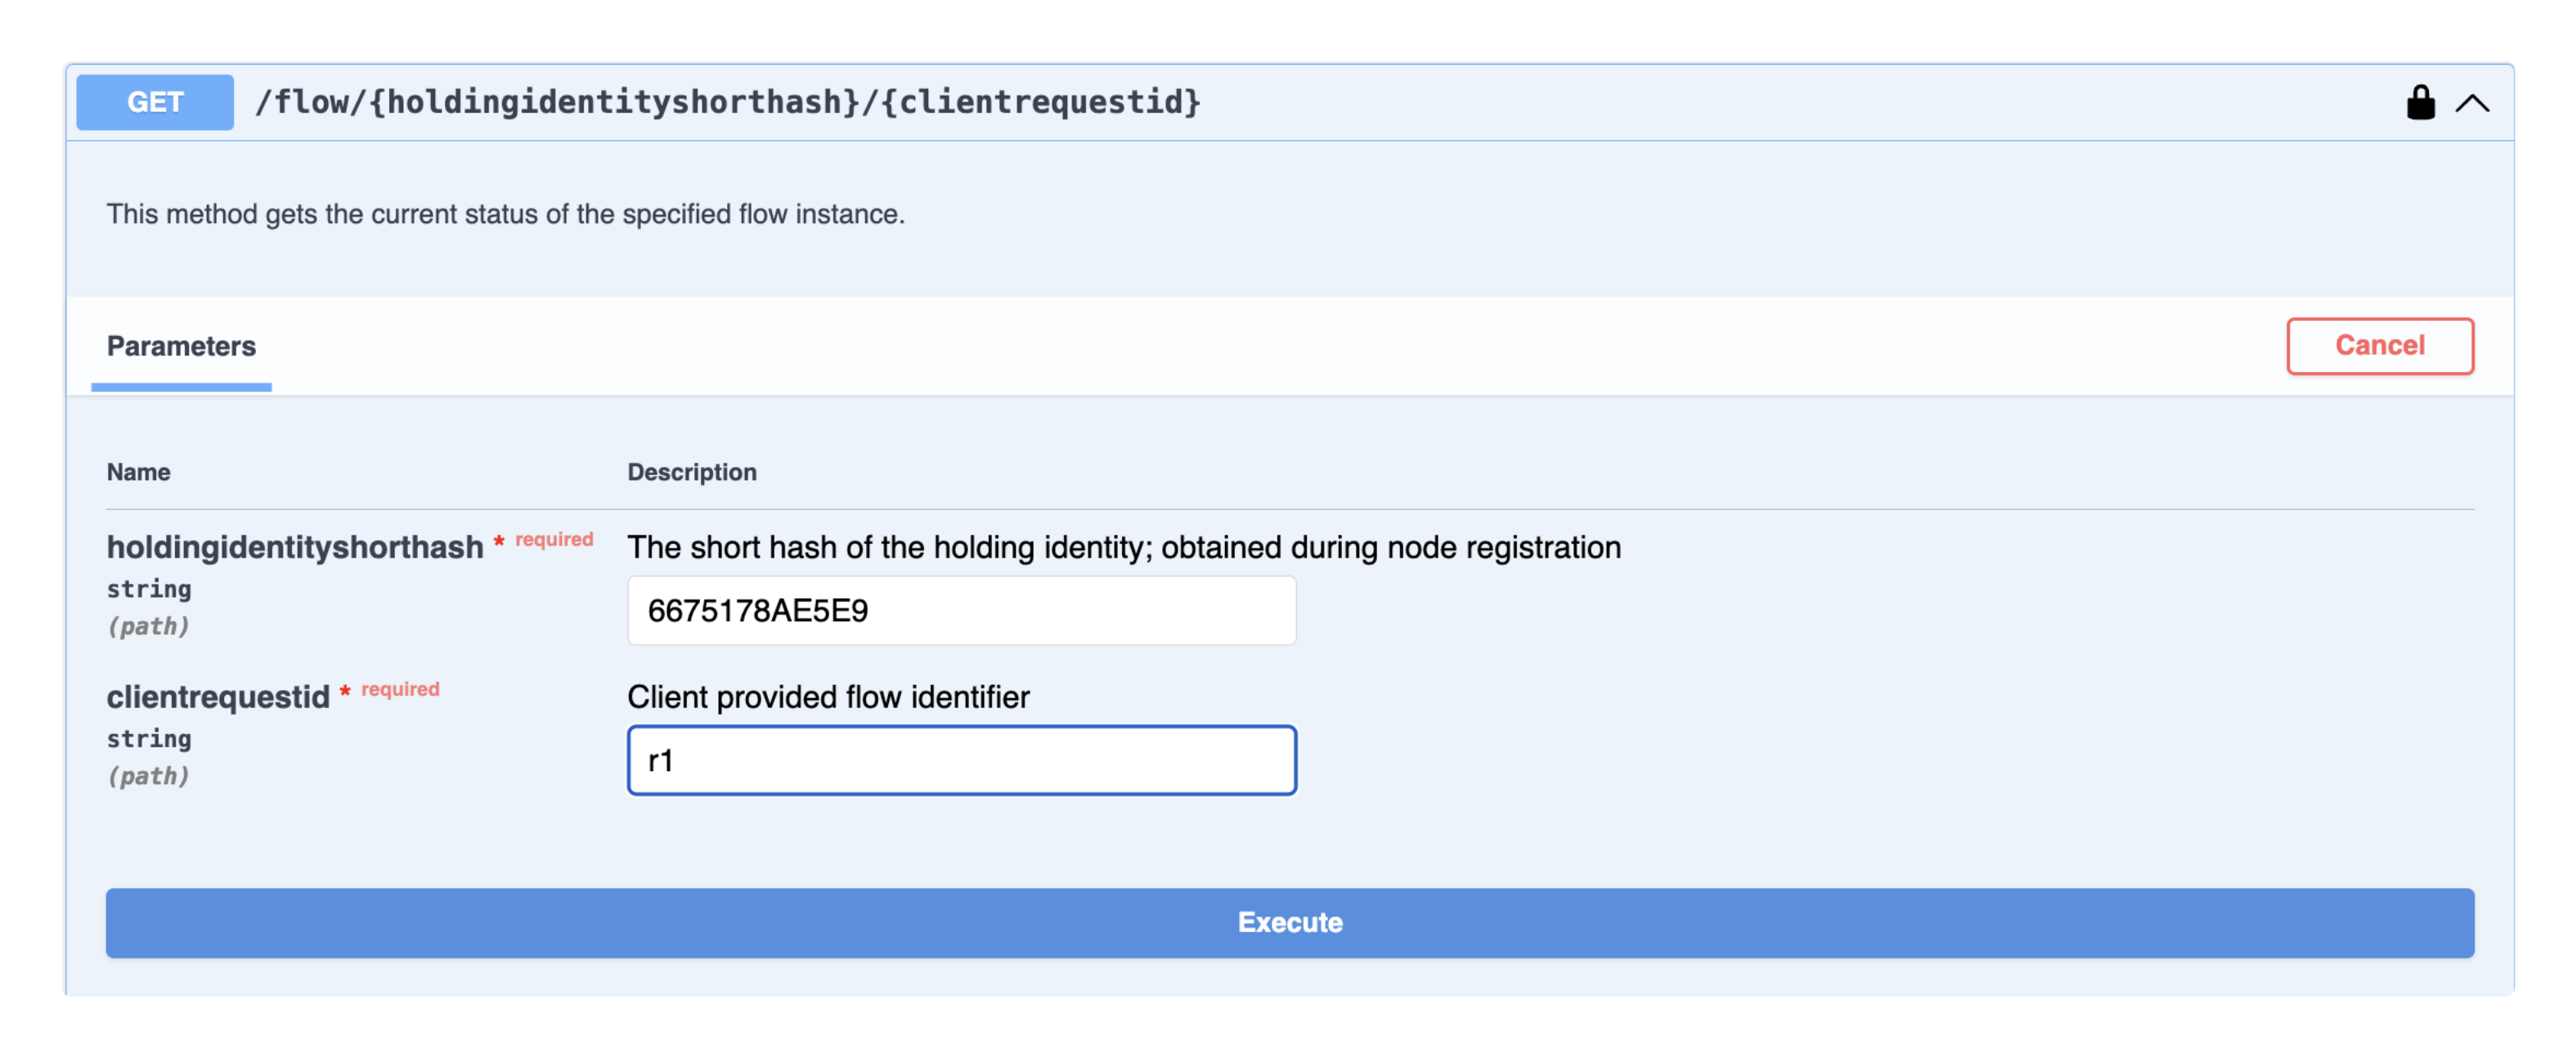 GET /flow/{holdingidentityshorthash}/{clientrequestid}
This method gets the current status of the specified flow instance.
Parameters
Cancel
Name Description
holdingidentityshorthash * required The short hash of the holding identity; obtained during node registration
string
(path)
6675178AE5E9
clientrequestid * required Client provided flow identifier
string
(path)
r1
Execute